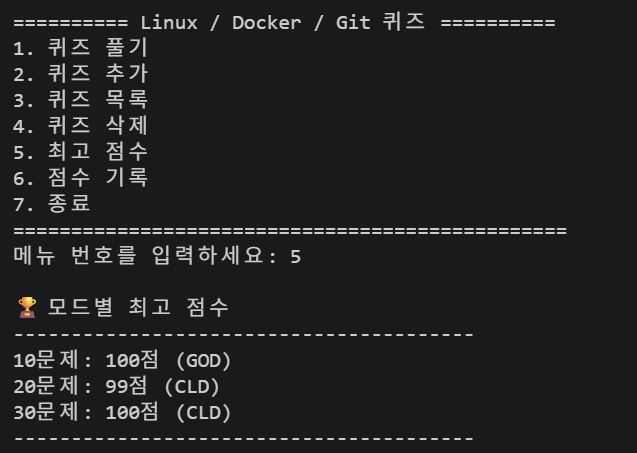 ========== Linux / Docker / Git 퀴즈 ==========
1. 퀴즈 풀기
2. 퀴즈 추가
3. 퀴즈 목록
4. 퀴즈 삭제
5. 최고 점수
6. 점수 기록
7. 종료
================================================
메뉴 번호를 입력하세요: 5
🏆 모드별 최고 점수
----------------------------------------
10문제: 100점 (GOD)
20문제: 99점 (CLD)
30문제: 100점 (CLD)
----------------------------------------